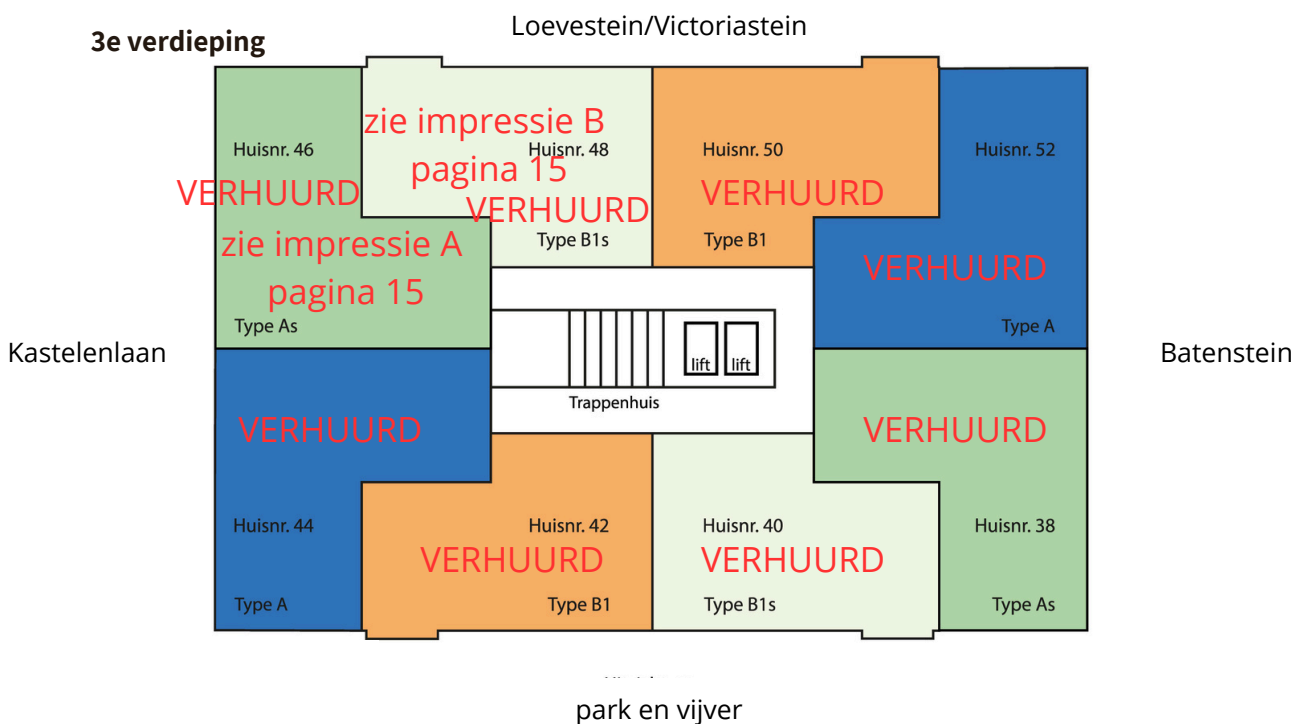 Loevestein/Victoriastein
3e verdieping
zie impressie B
Huisnr. 46
Huisnr. 48
Huisnr. 50
Huisnr. 52
pagina 15
VERHUURD
VERHUURD
VERHUURD
zie impressie A
Type B1s
Type B1
VERHUURD
pagina 15
Type As
Type A
Kastelenlaan
Batenstein
lift
lift
Trappenhuis
VERHUURD
VERHUURD
Huisnr. 44
Huisnr. 42
Huisnr. 40
Huisnr. 38
VERHUURD
VERHUURD
Type A
Type B1
Type B1s
Type As
park en vijver